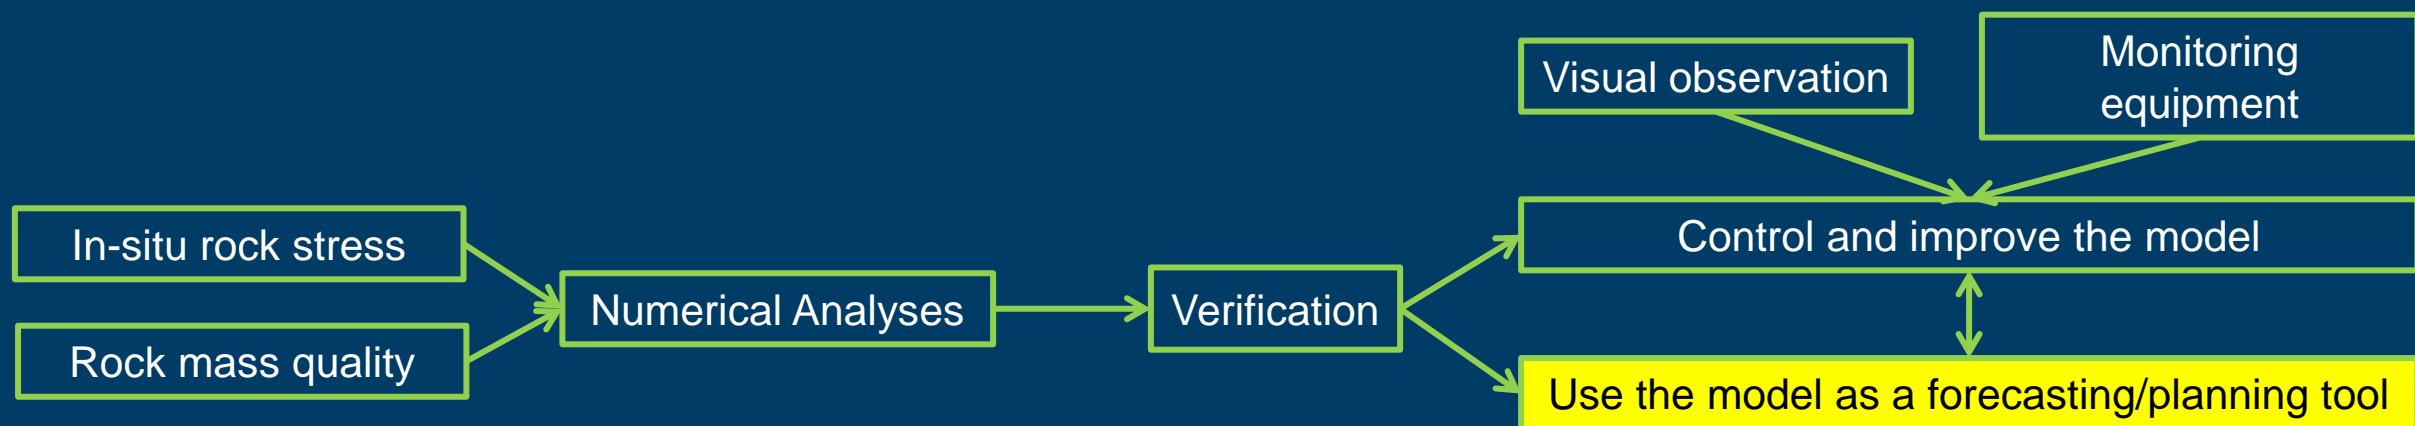 Visual observation
Monitoring
equipment
In-situ rock stress
Rock mass quality
Numerical Analyses
Verification
Control and improve the model
Use the model as a forecasting/planning tool